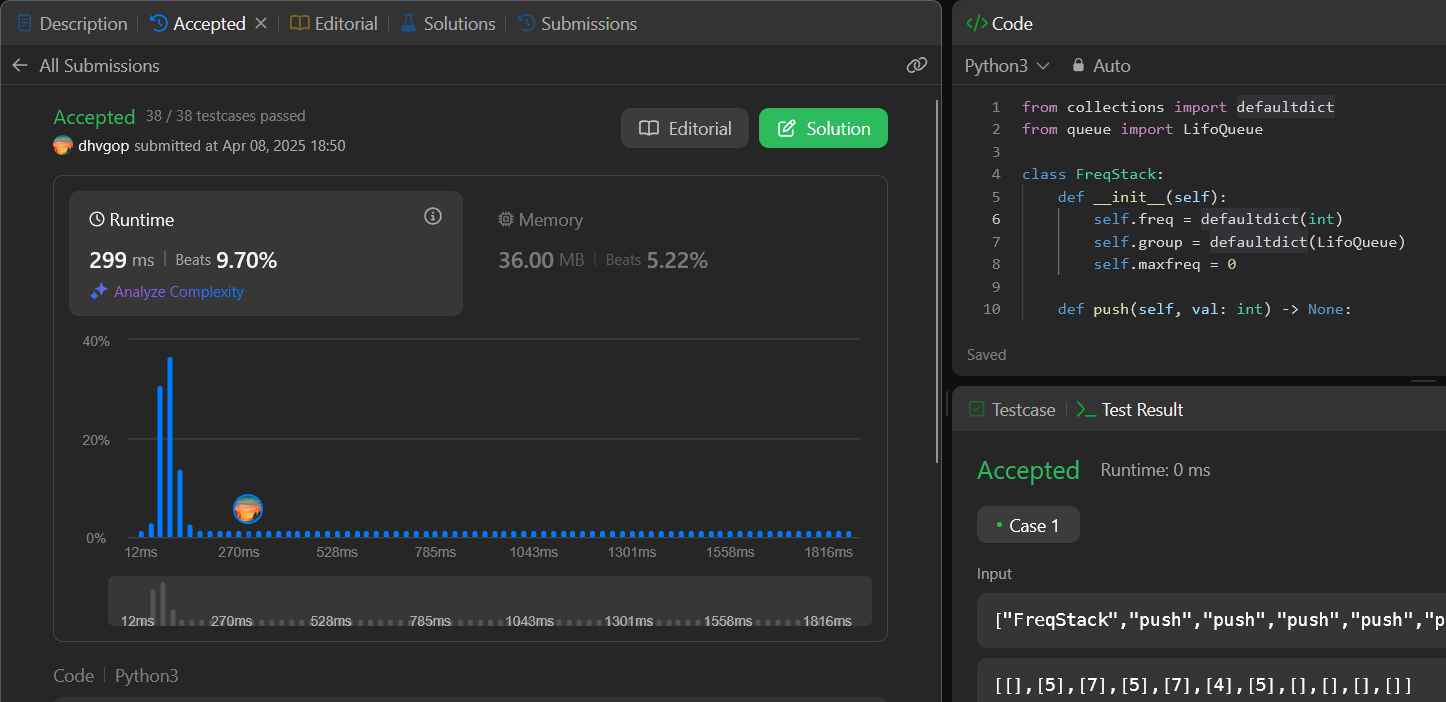 Description Accepted Editorial Solutions Submissions
All Submissions
Accepted 38 / 38 testcases passed
dhvgop submitted at Apr 08, 2025 18:50
Editorial Solution
Runtime
299 ms Beats 9.70%
Analyze Complexity
Memory
36.00 MB Beats 5.22%
40%
20%
0%
12ms 270ms 528ms 785ms 1043ms 1301ms 1558ms 1816ms
12ms 270ms 528ms 785ms 1043ms 1301ms 1558ms 1816ms
Code Python3
</> Code
Python3 Auto
1 from collections import defaultdict
2 from queue import LifoQueue
3
4 class FreqStack:
5 def __init__(self):
6 self.freq = defaultdict(int)
7 self.group = defaultdict(LifoQueue)
8 self.maxfreq = 0
9
10 def push(self, val: int) -> None:
Saved
Testcase >_ Test Result
Accepted Runtime: 0 ms
• Case 1
Input
["FreqStack","push","push","push","push","p
[[],[5],[7],[5],[7],[4],[5],[],[],[],[]]